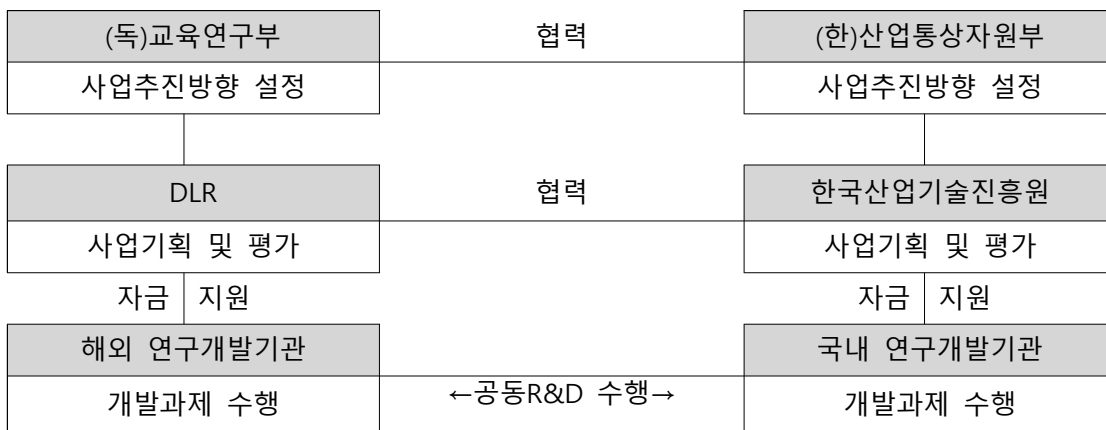 (독)교육연구부 협력 (한)산업통상자원부
사업추진방향 설정 사업추진방향 설정
DLR 협력 한국산업기술진흥원
사업기획 및 평가 사업기획 및 평가
자금 지원 자금 지원
해외 연구개발기관 국내 연구개발기관
개발과제 수행 ←공동R&D 수행→ 개발과제 수행